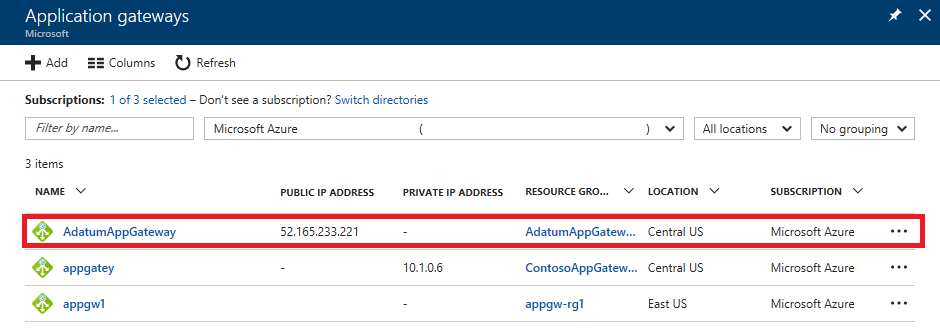 Application gateways
Microsoft
Add Columns Refresh
Subscriptions: 1 of 3 selected – Don't see a subscription? Switch directories
Filter by name... Microsoft Azure ( ) All locations No grouping
3 items
NAME PUBLIC IP ADDRESS PRIVATE IP ADDRESS RESOURCE GRO... LOCATION SUBSCRIPTION
AdatumAppGateway 52.165.233.221 - AdatumAppGatew... Central US Microsoft Azure ...
appgatey - 10.1.0.6 ContosoAppGatew... Central US Microsoft Azure ...
appgw1 - - appgw-rg1 East US Microsoft Azure ...